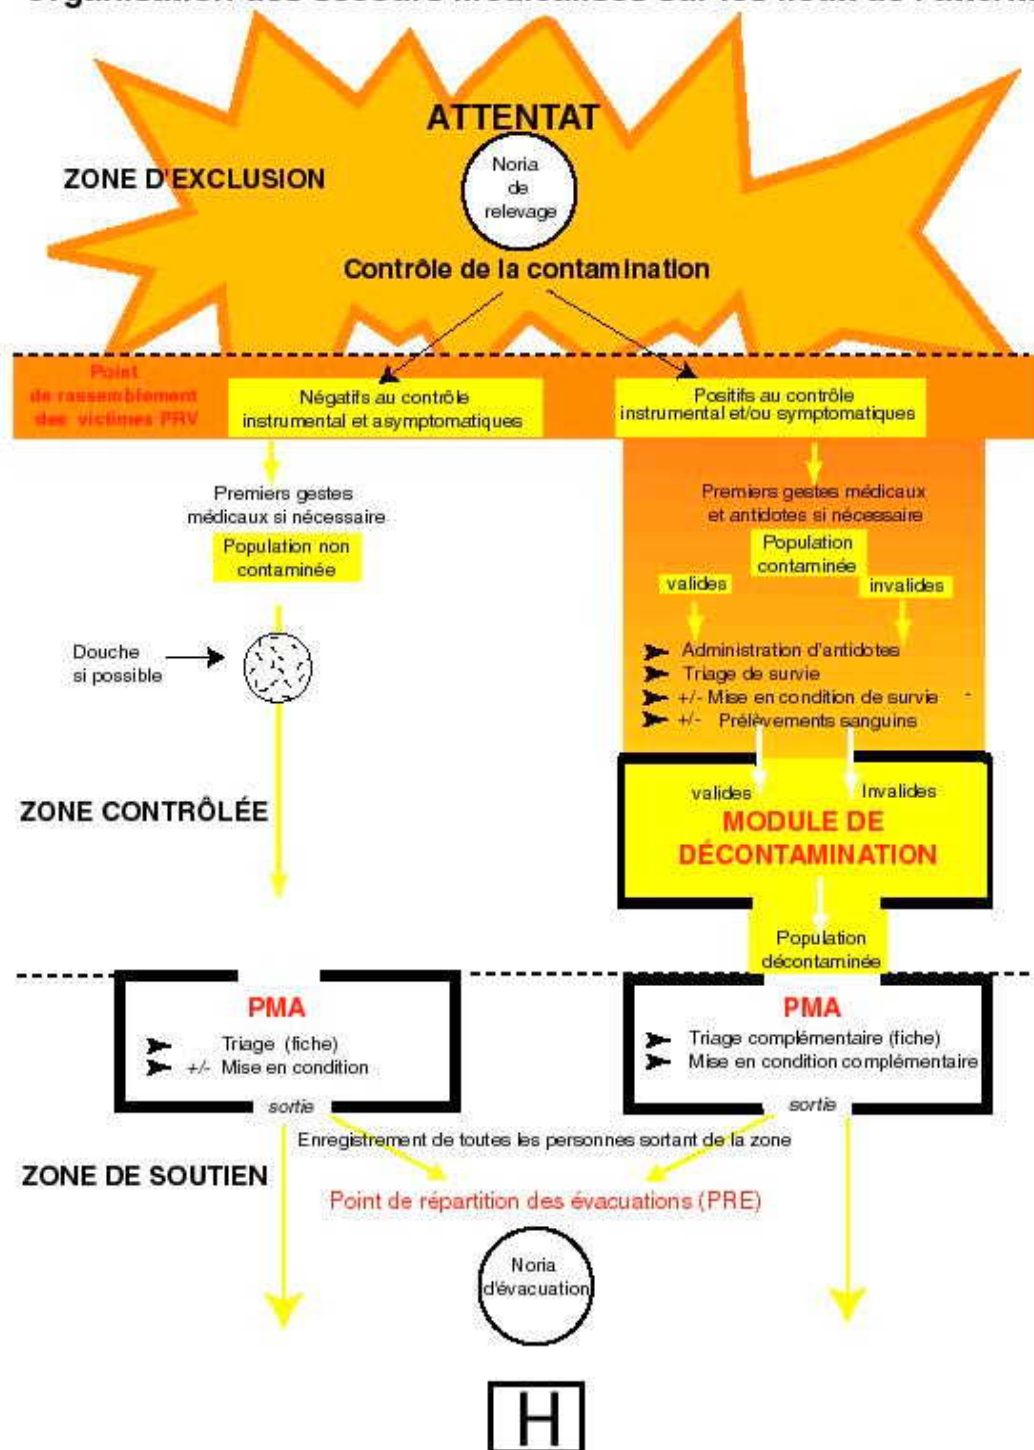 ATTENTAT
Noria
de
relevage
ZONE D'EXCLUSION
Contrôle de la contamination
Point
de rassemblement
des victimes PRV
Négatifs au contrôle
instrumental et asymptomatiques
Positifs au contrôle
instrumental et/ou symptomatiques
Premiers gestes
médicaux si nécessaire
Population non
contaminée
Premiers gestes médicaux
et antidotes si nécessaire
Population
contaminée
valides
invalides
Douche
si possible
Administration d'antidotes
Triage de survie
+/- Mise en condition de survie
+/- Prélèvements sanguins
ZONE CONTRÔLÉE
valides
Invalides
MODULE DE
DÉCONTAMINATION
Population
décontaminée
PMA
Triage (fiche)
+/- Mise en condition
sortie
PMA
Triage complémentaire (fiche)
Mise en condition complémentaire
sortie
Enregistrement de toutes les personnes sortant de la zone
ZONE DE SOUTIEN
Point de répartition des évacuations (PRE)
Noria
d'évacuation
H